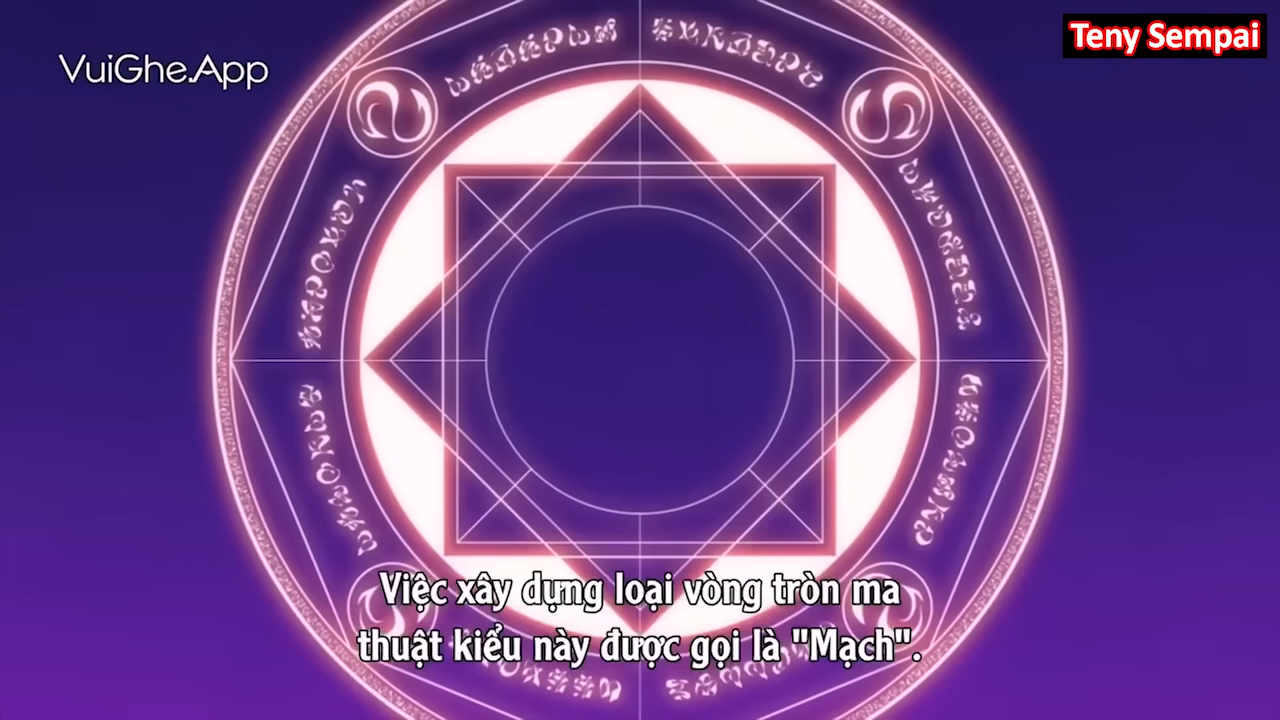 VuiGhe.App
Teny Sempai
Việc xây dựng loại vòng tròn ma
thuật kiểu này được gọi là "Mạch".